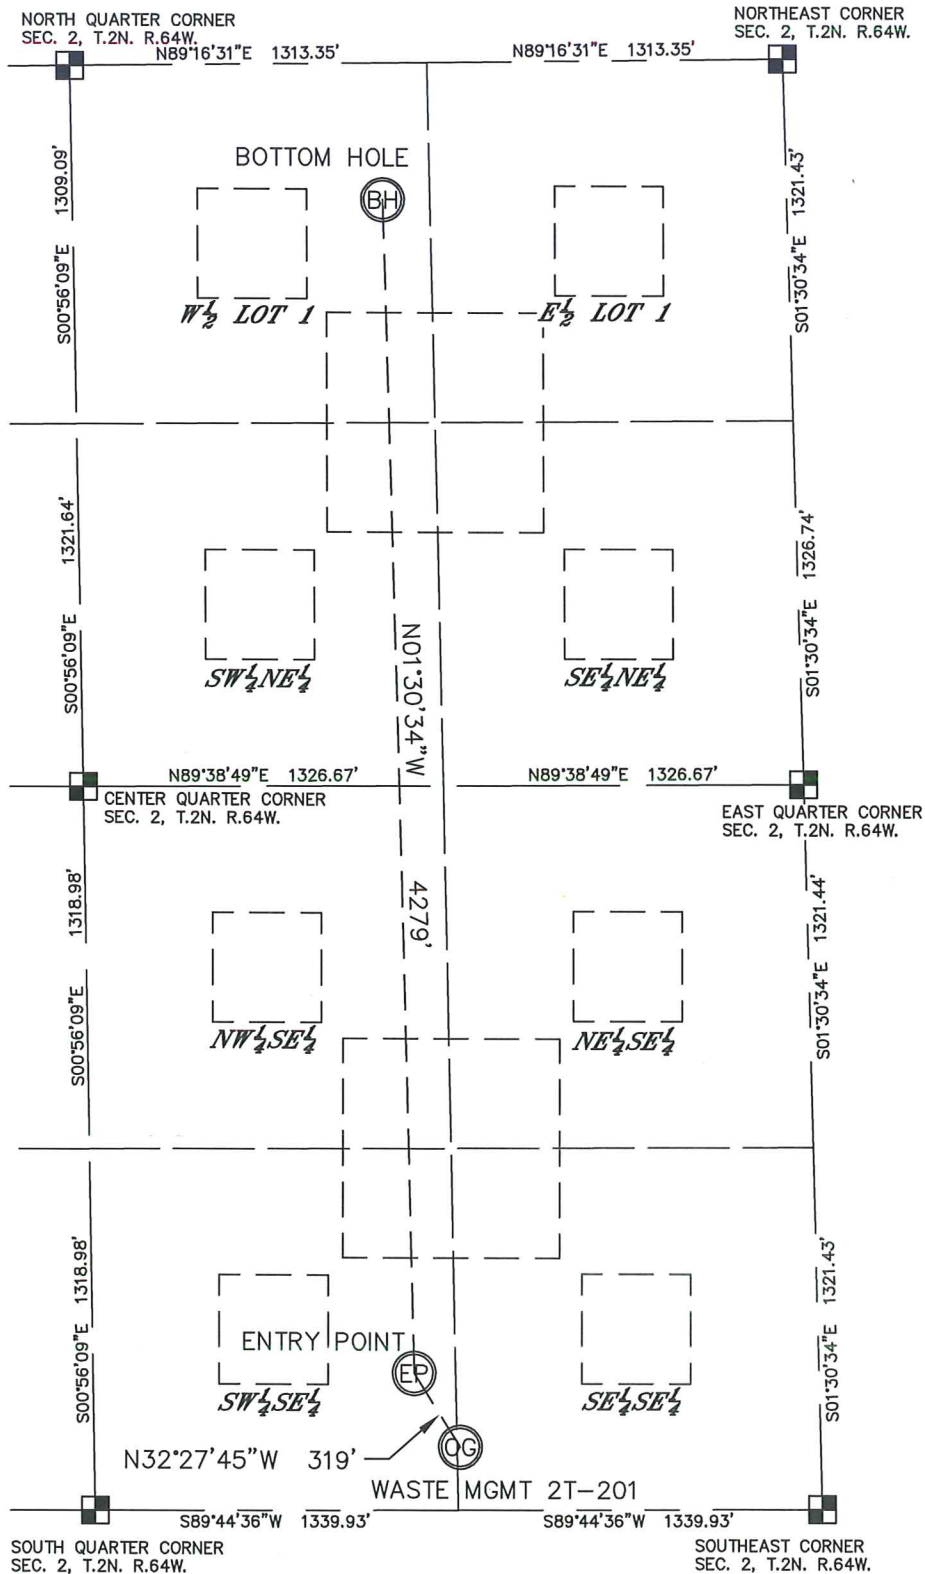 NORTH QUARTER CORNER
SEC. 2, T.2N. R.64W.
NORTHEAST CORNER
SEC. 2, T.2N. R.64W.
N89°16'31"E 1313.35'
N89°16'31"E 1313.35'
BOTTOM HOLE
BH
S00°56'09"E 1309.09'
S01°30'34"E 1321.43'
W½ LOT 1
E½ LOT 1
S00°56'09"E 1321.64'
S01°30'34"E 1326.74'
SW¼NE¼
SE¼NE¼
N01°30'34"W 4279'
N89°38'49"E 1326.67'
N89°38'49"E 1326.67'
CENTER QUARTER CORNER
SEC. 2, T.2N. R.64W.
EAST QUARTER CORNER
SEC. 2, T.2N. R.64W.
S00°56'09"E 1318.98'
S01°30'34"E 1321.44'
NW¼SE¼
NE¼SE¼
S00°56'09"E 1318.98'
S01°30'34"E 1321.43'
ENTRY POINT
EP
SW¼SE¼
SE¼SE¼
OG
N32°27'45"W 319'
WASTE MGMT 2T-201
S89°44'36"W 1339.93'
S89°44'36"W 1339.93'
SOUTH QUARTER CORNER
SEC. 2, T.2N. R.64W.
SOUTHEAST CORNER
SEC. 2, T.2N. R.64W.